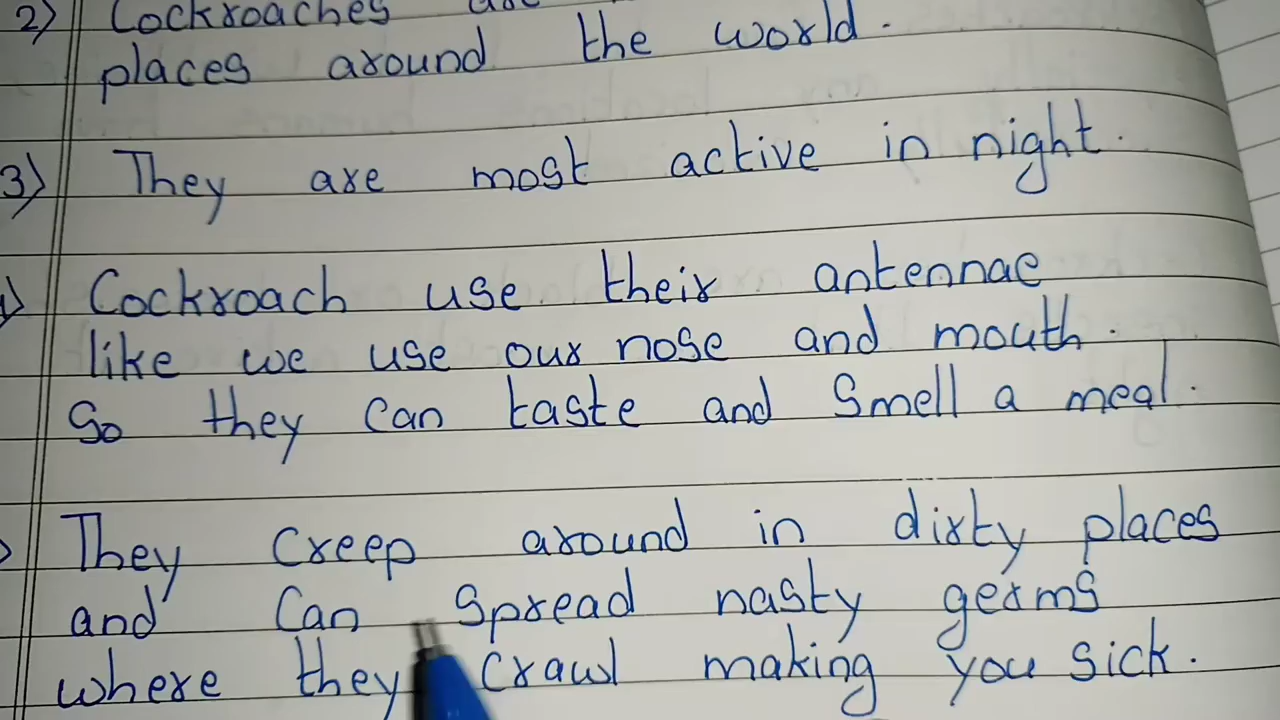 2) Cockroaches are
places around the world.
3) They are most active in night.
Cockroach use their antennae
like we use our nose and mouth.
So they can taste and smell a meal.
They creep around in dirty places
and can spread nasty germs
where they crawl making you sick.